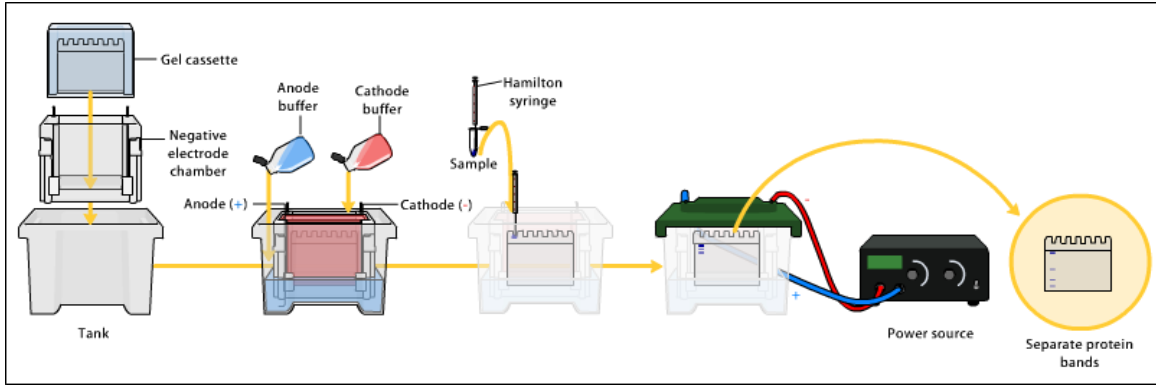 Gel cassette
Negative
electrode
chamber
Tank
Anode
buffer
Cathode
buffer
Anode (+)
Cathode (-)
Hamilton
syringe
Sample
-
+
Power source
Separate protein
bands